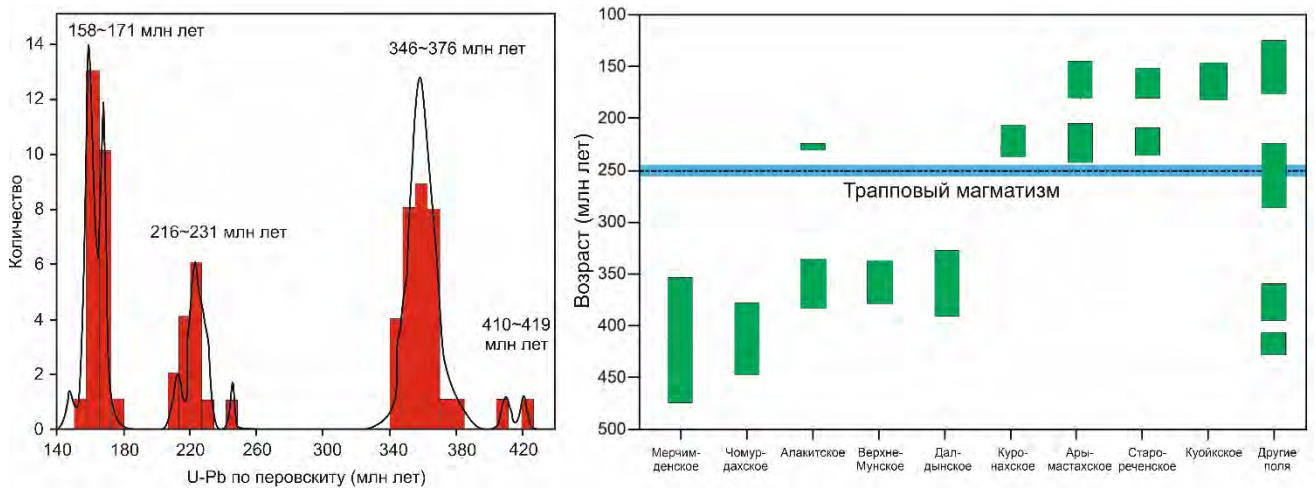 158~171 млн лет
346~376 млн лет
216~231 млн лет
410~419
млн лет
Количество
14
12
10
8
6
4
2
0
140
180
220
260
300
340
380
420
U-Pb по перовскиту (млн лет)
Возраст (млн лет)
100
150
200
250
300
350
400
450
500
Трапповый магматизм
Мерчим-
денское
Чомур-
дахское
Алакитское
Верхне-
Мунское
Дал-
дынское
Куро-
нахское
Ары-
мастахское
Старо-
реченское
Куойкское
Другие
поля